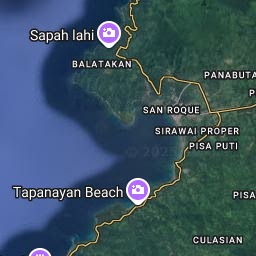 Sapah lahi
BALATAKAN
PANABUTA
SAN ROQUE
SIRAWAI PROPER
PISA PUTI
Tapanayan Beach
PISA
CULASIAN